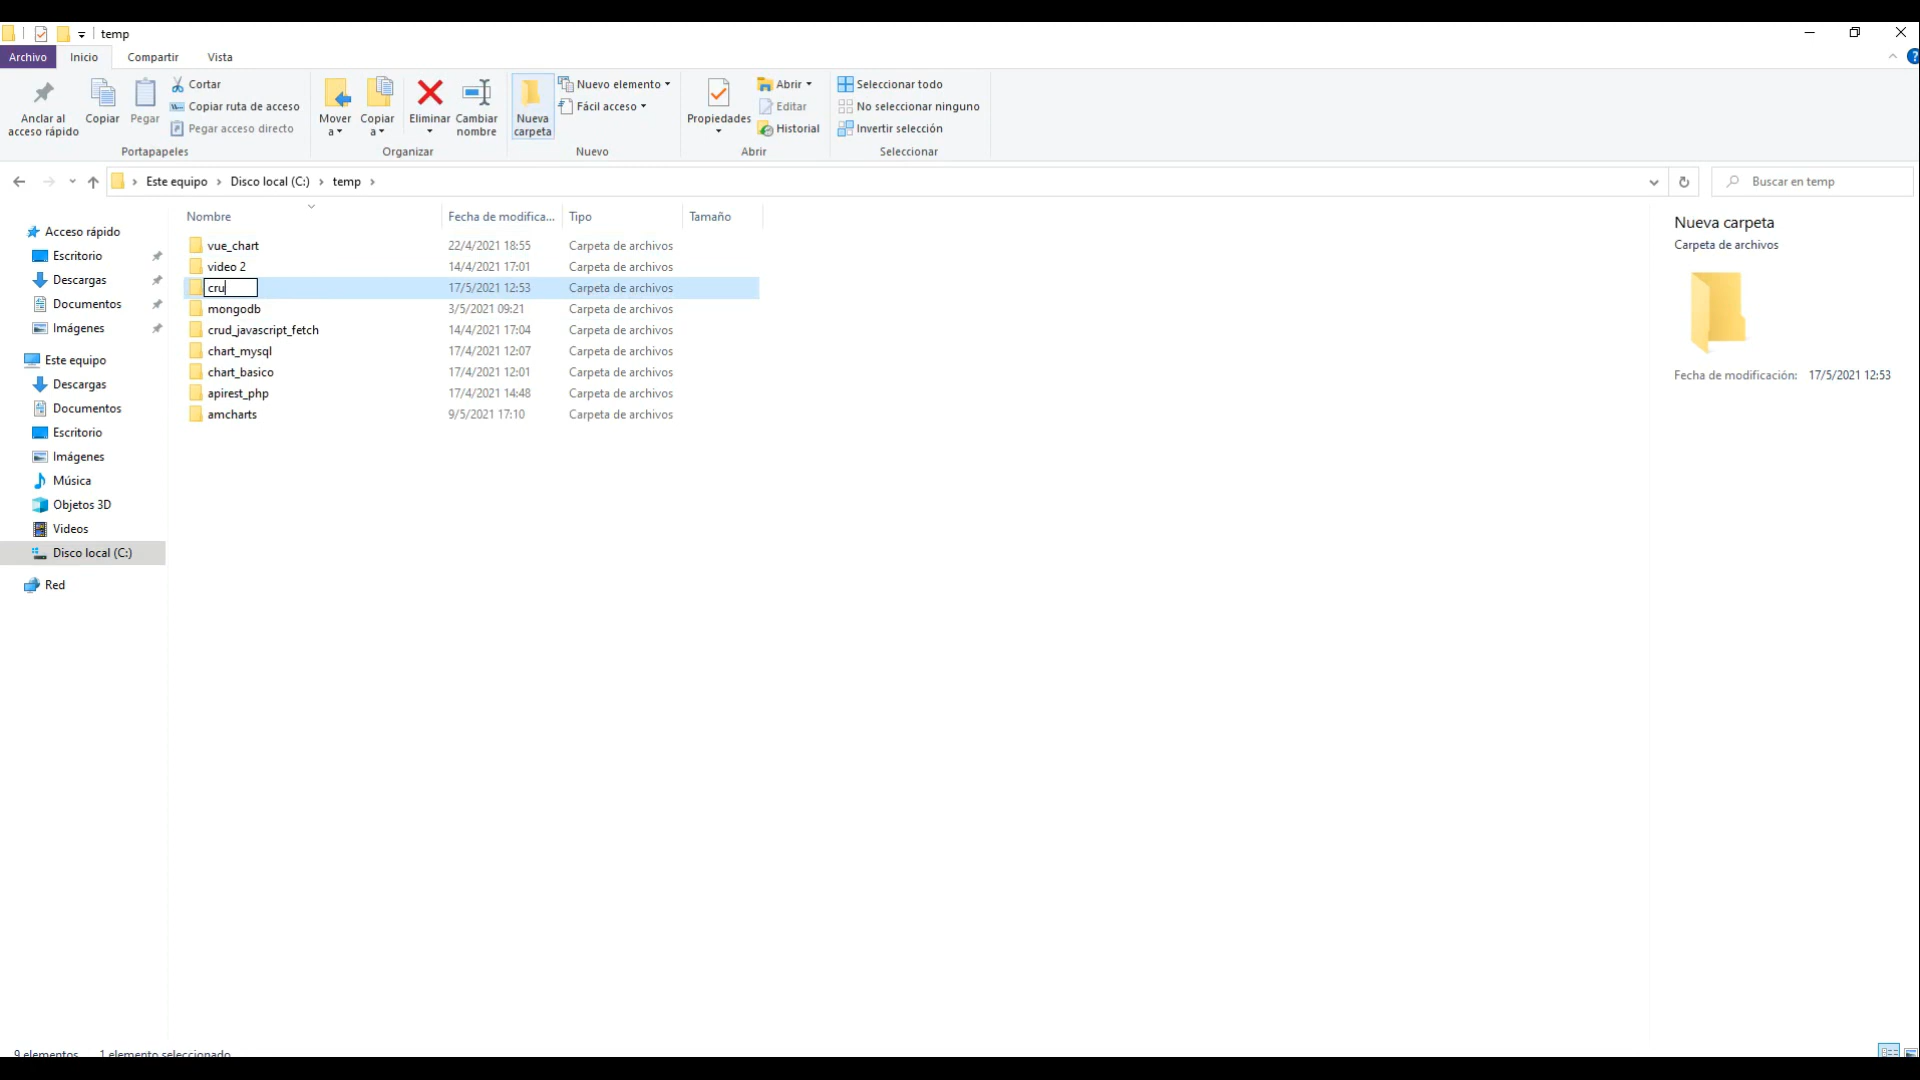 temp
Archivo Inicio Compartir Vista
Anclar al acceso rápido
Copiar
Pegar
Cortar
Copiar ruta de acceso
Pegar acceso directo
Portapapeles
Mover a
Copiar a
Eliminar
Cambiar nombre
Organizar
Nueva carpeta
Nuevo elemento
Fácil acceso
Nuevo
Propiedades
Abrir
Editar
Historial
Abrir
Seleccionar todo
No seleccionar ninguno
Invertir selección
Seleccionar
Este equipo > Disco local (C:) > temp >
Buscar en temp
Acceso rápido
Escritorio
Descargas
Documentos
Imágenes
Este equipo
Descargas
Documentos
Escritorio
Imágenes
Música
Objetos 3D
Videos
Disco local (C:)
Red
Nombre Fecha de modifica... Tipo Tamaño
vue_chart 22/4/2021 18:55 Carpeta de archivos
video 2 14/4/2021 17:01 Carpeta de archivos
cru 17/5/2021 12:53 Carpeta de archivos
mongodb 3/5/2021 09:21 Carpeta de archivos
crud_javascript_fetch 14/4/2021 17:04 Carpeta de archivos
chart_mysql 17/4/2021 12:07 Carpeta de archivos
chart_basico 17/4/2021 12:01 Carpeta de archivos
apirest_php 17/4/2021 14:48 Carpeta de archivos
amcharts 9/5/2021 17:10 Carpeta de archivos
Nueva carpeta
Carpeta de archivos
Fecha de modificación: 17/5/2021 12:53
9 elementos 1 elemento seleccionado